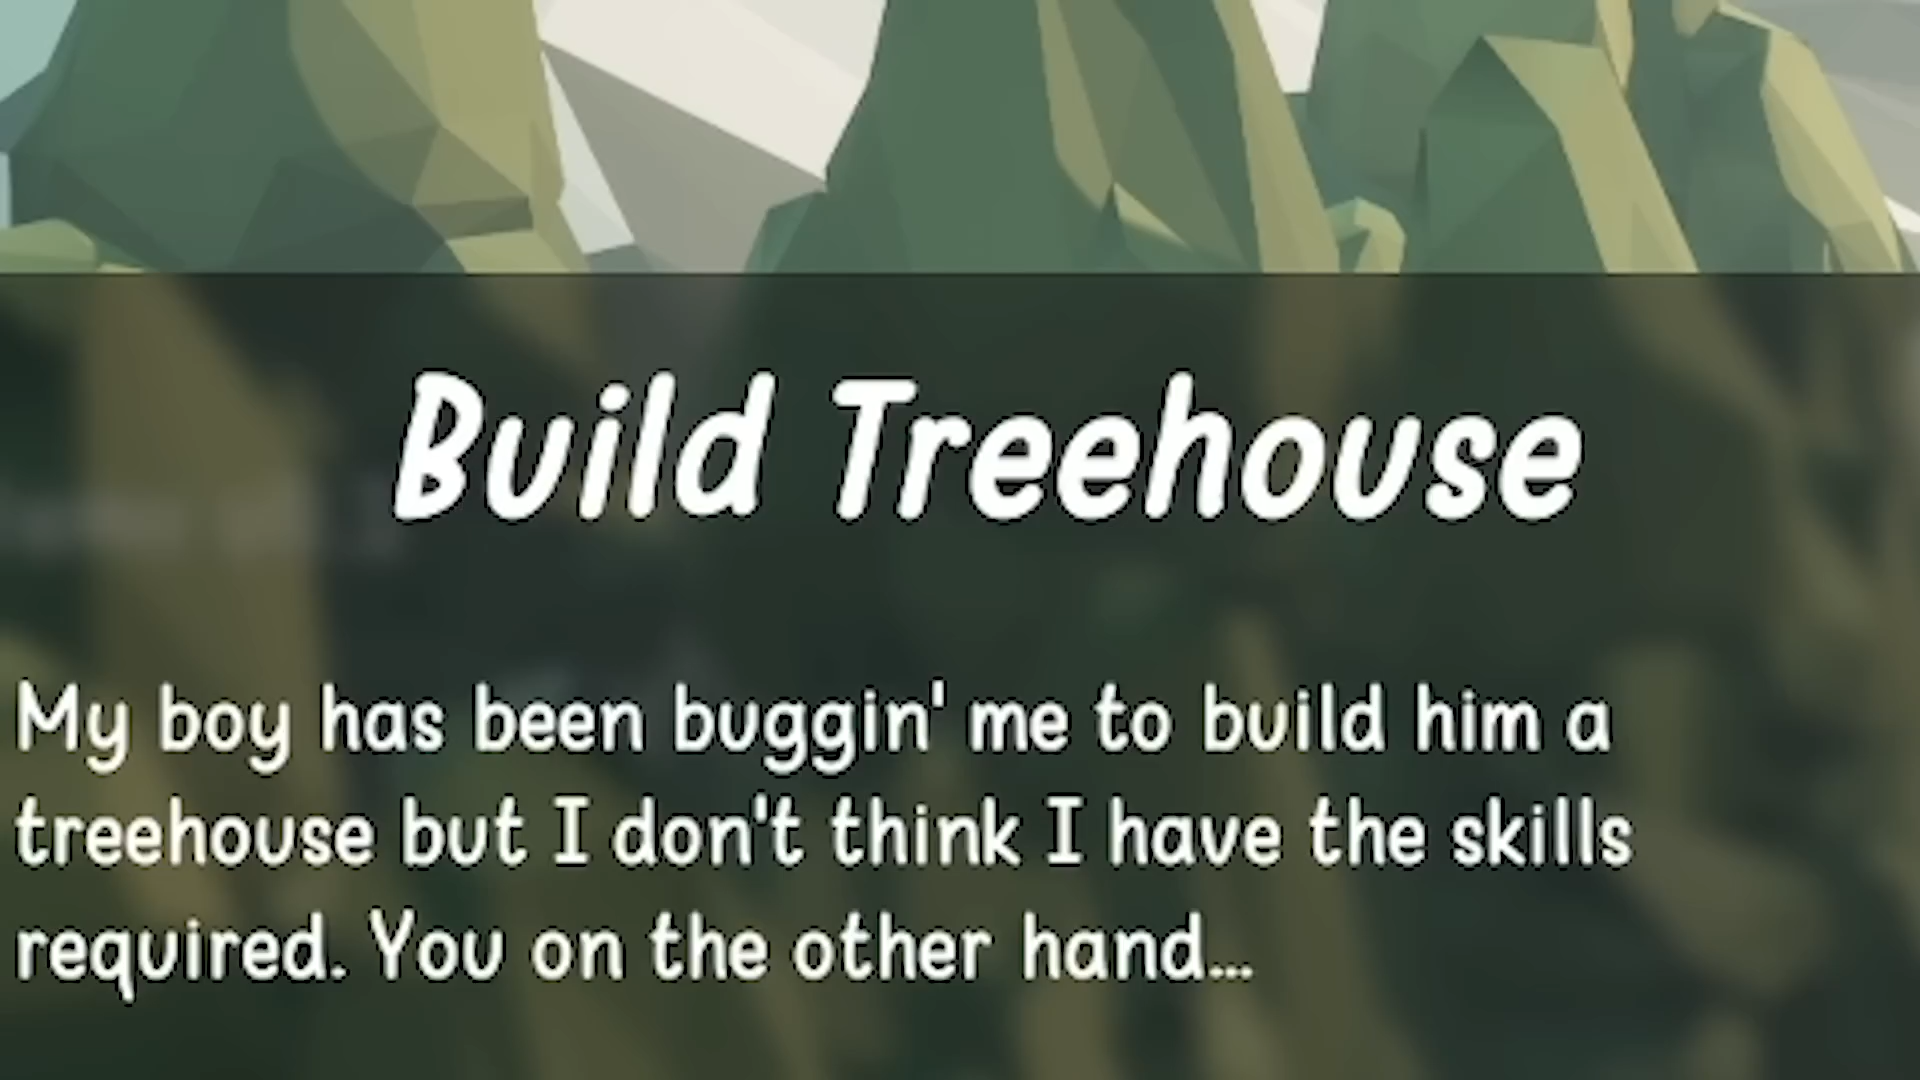 Build Treehouse
My boy has been buggin' me to build him a
treehouse but I don't think I have the skills
required. You on the other hand...